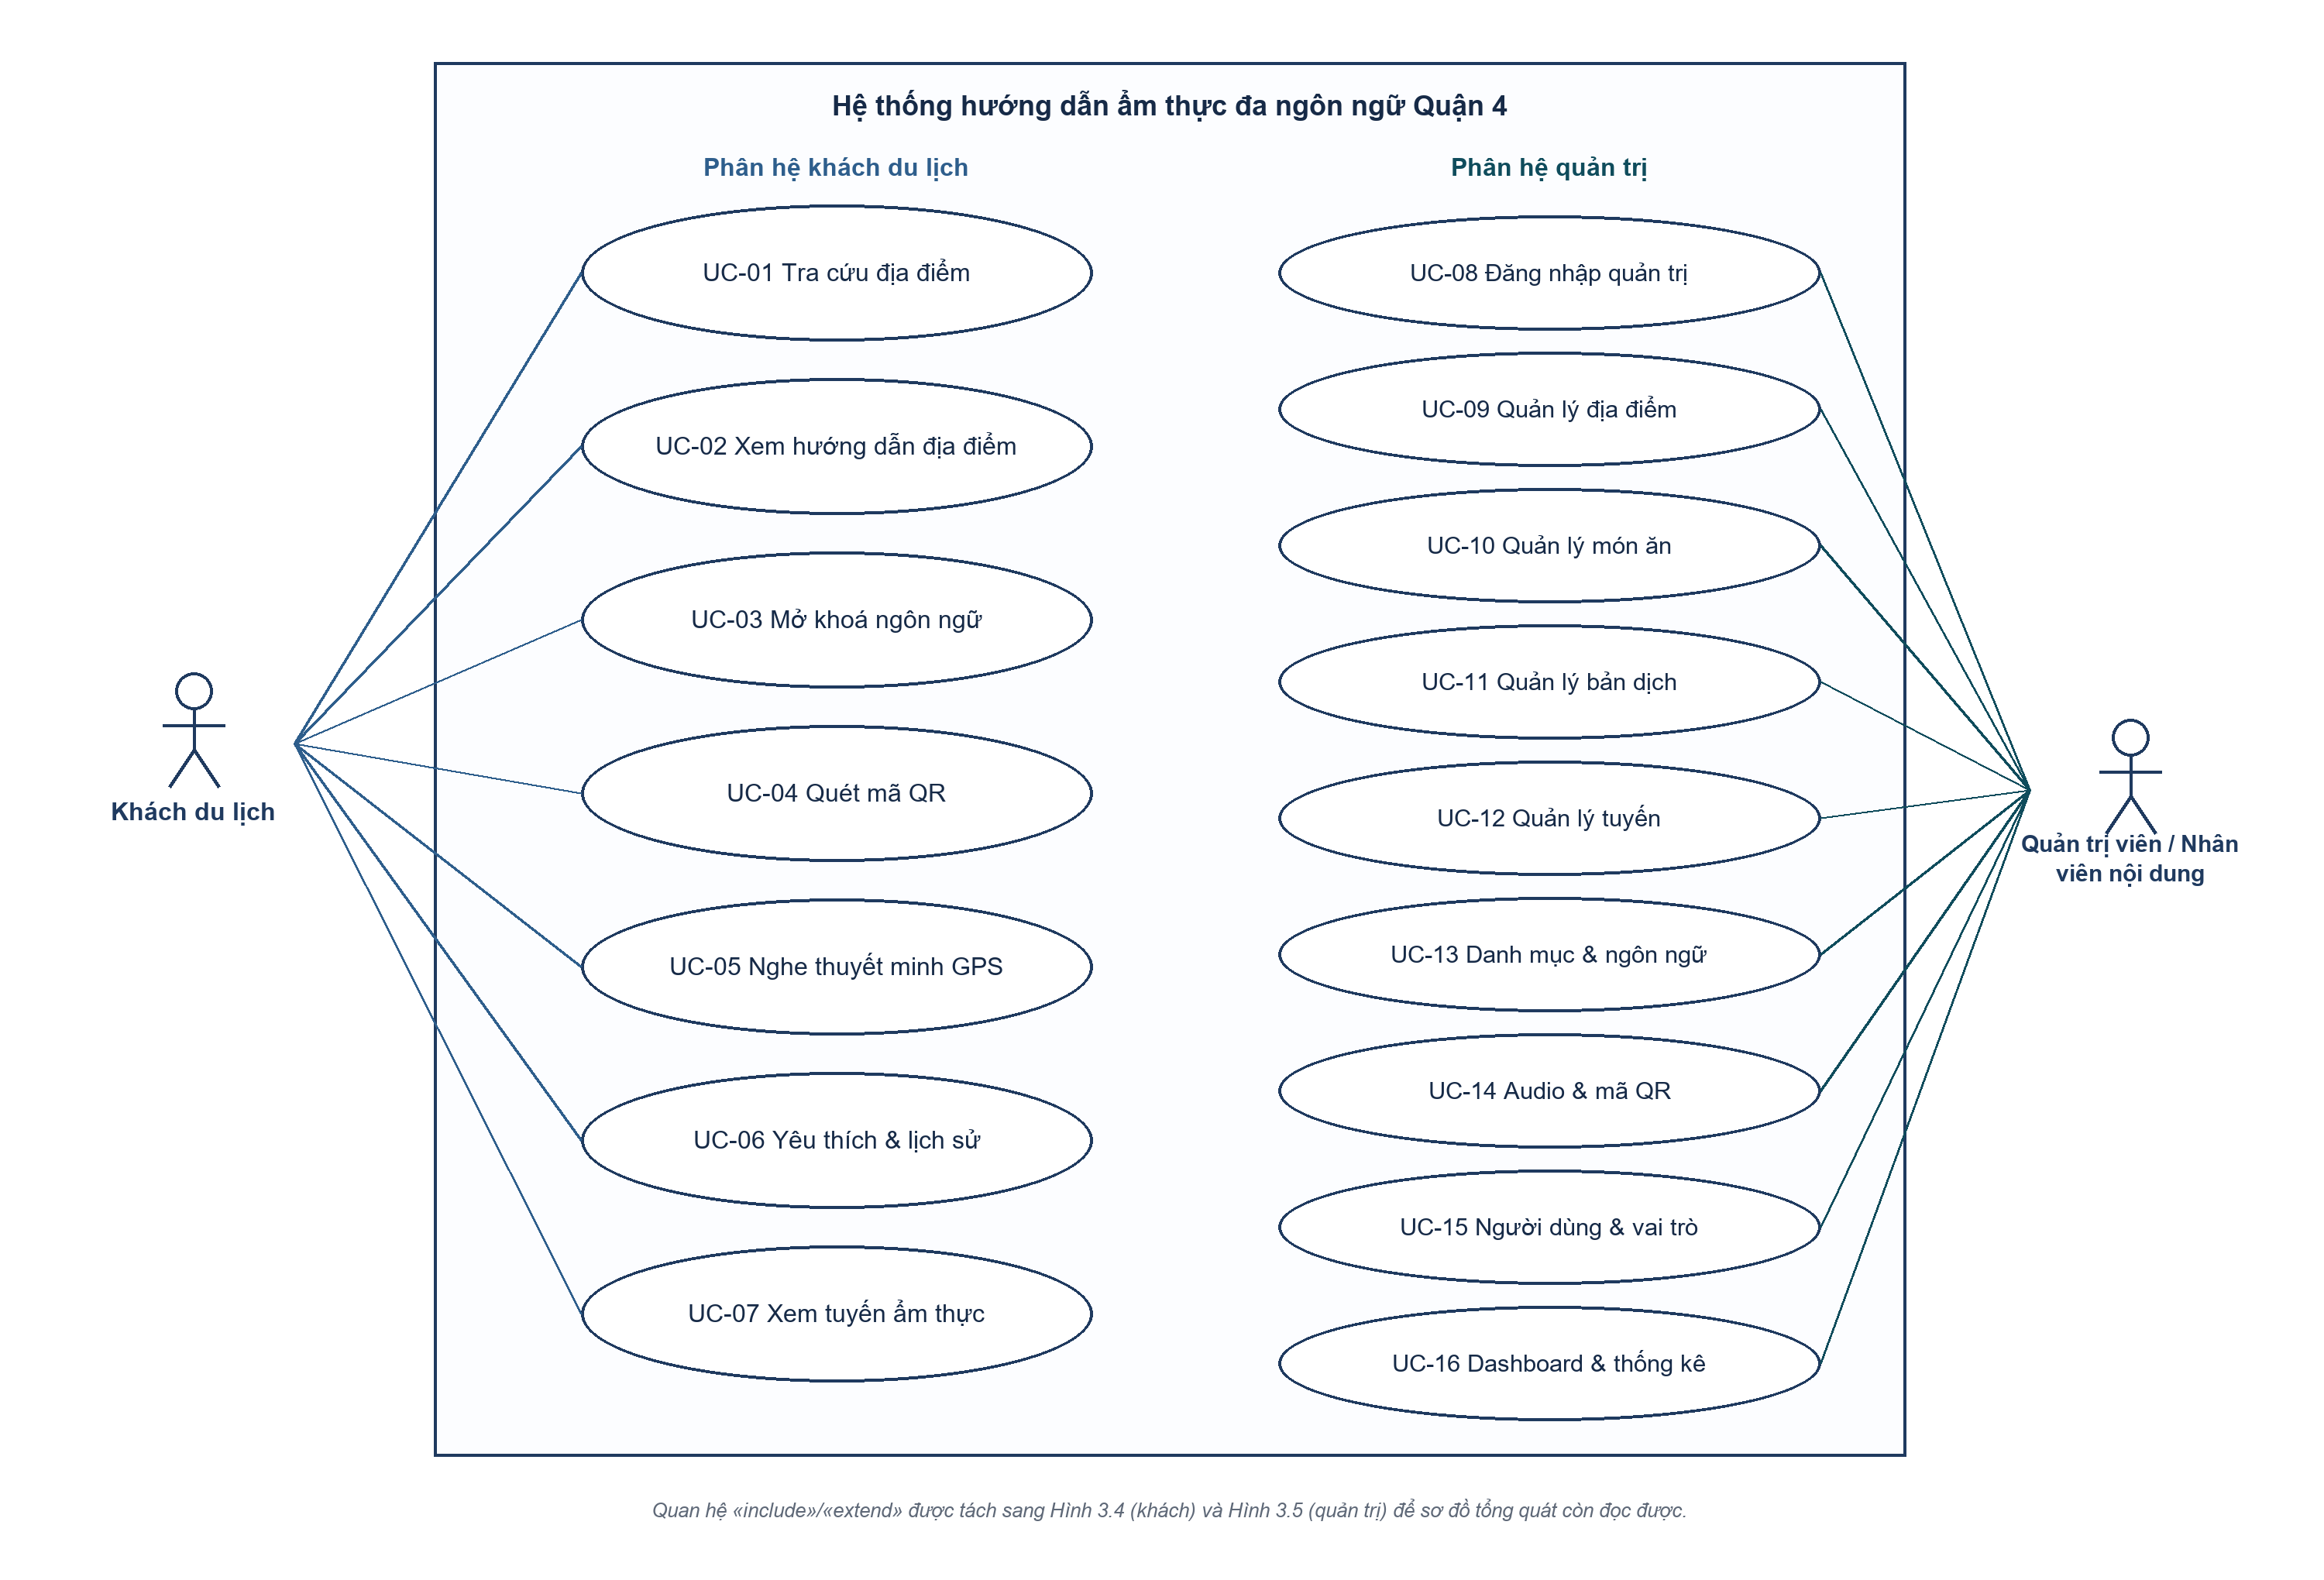 Hệ thống hướng dẫn ẩm thực đa ngôn ngữ Quận 4
Phân hệ khách du lịch
UC-01 Tra cứu địa điểm
UC-02 Xem hướng dẫn địa điểm
UC-03 Mở khoá ngôn ngữ
UC-04 Quét mã QR
UC-05 Nghe thuyết minh GPS
UC-06 Yêu thích & lịch sử
UC-07 Xem tuyến ẩm thực
Phân hệ quản trị
UC-08 Đăng nhập quản trị
UC-09 Quản lý địa điểm
UC-10 Quản lý món ăn
UC-11 Quản lý bản dịch
UC-12 Quản lý tuyến
UC-13 Danh mục & ngôn ngữ
UC-14 Audio & mã QR
UC-15 Người dùng & vai trò
UC-16 Dashboard & thống kê
Khách du lịch
Quản trị viên / Nhân
viên nội dung
Quan hệ «include»/«extend» được tách sang Hình 3.4 (khách) và Hình 3.5 (quản trị) để sơ đồ tổng quát còn đọc được.